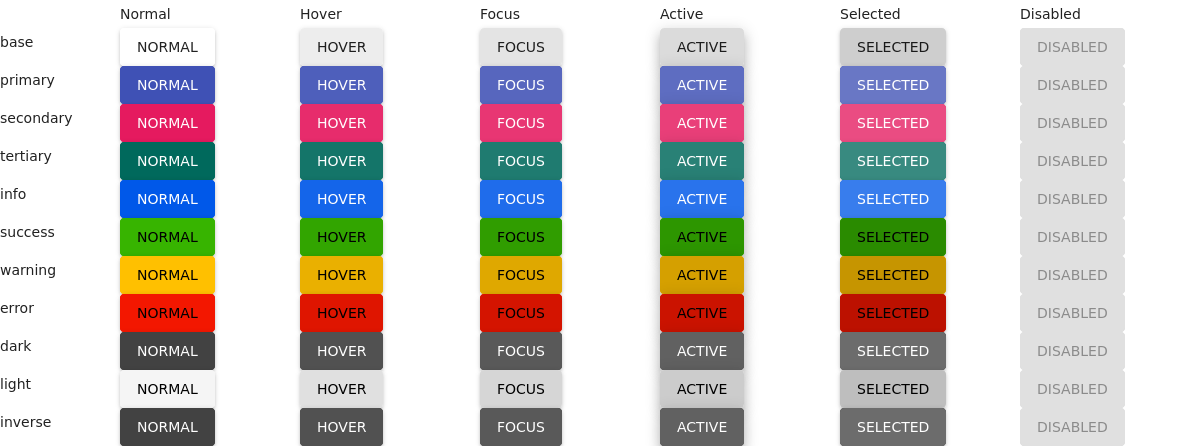 Normal Hover Focus Active Selected Disabled
base NORMAL HOVER FOCUS ACTIVE SELECTED DISABLED
primary NORMAL HOVER FOCUS ACTIVE SELECTED DISABLED
secondary NORMAL HOVER FOCUS ACTIVE SELECTED DISABLED
tertiary NORMAL HOVER FOCUS ACTIVE SELECTED DISABLED
info NORMAL HOVER FOCUS ACTIVE SELECTED DISABLED
success NORMAL HOVER FOCUS ACTIVE SELECTED DISABLED
warning NORMAL HOVER FOCUS ACTIVE SELECTED DISABLED
error NORMAL HOVER FOCUS ACTIVE SELECTED DISABLED
dark NORMAL HOVER FOCUS ACTIVE SELECTED DISABLED
light NORMAL HOVER FOCUS ACTIVE SELECTED DISABLED
inverse NORMAL HOVER FOCUS ACTIVE SELECTED DISABLED